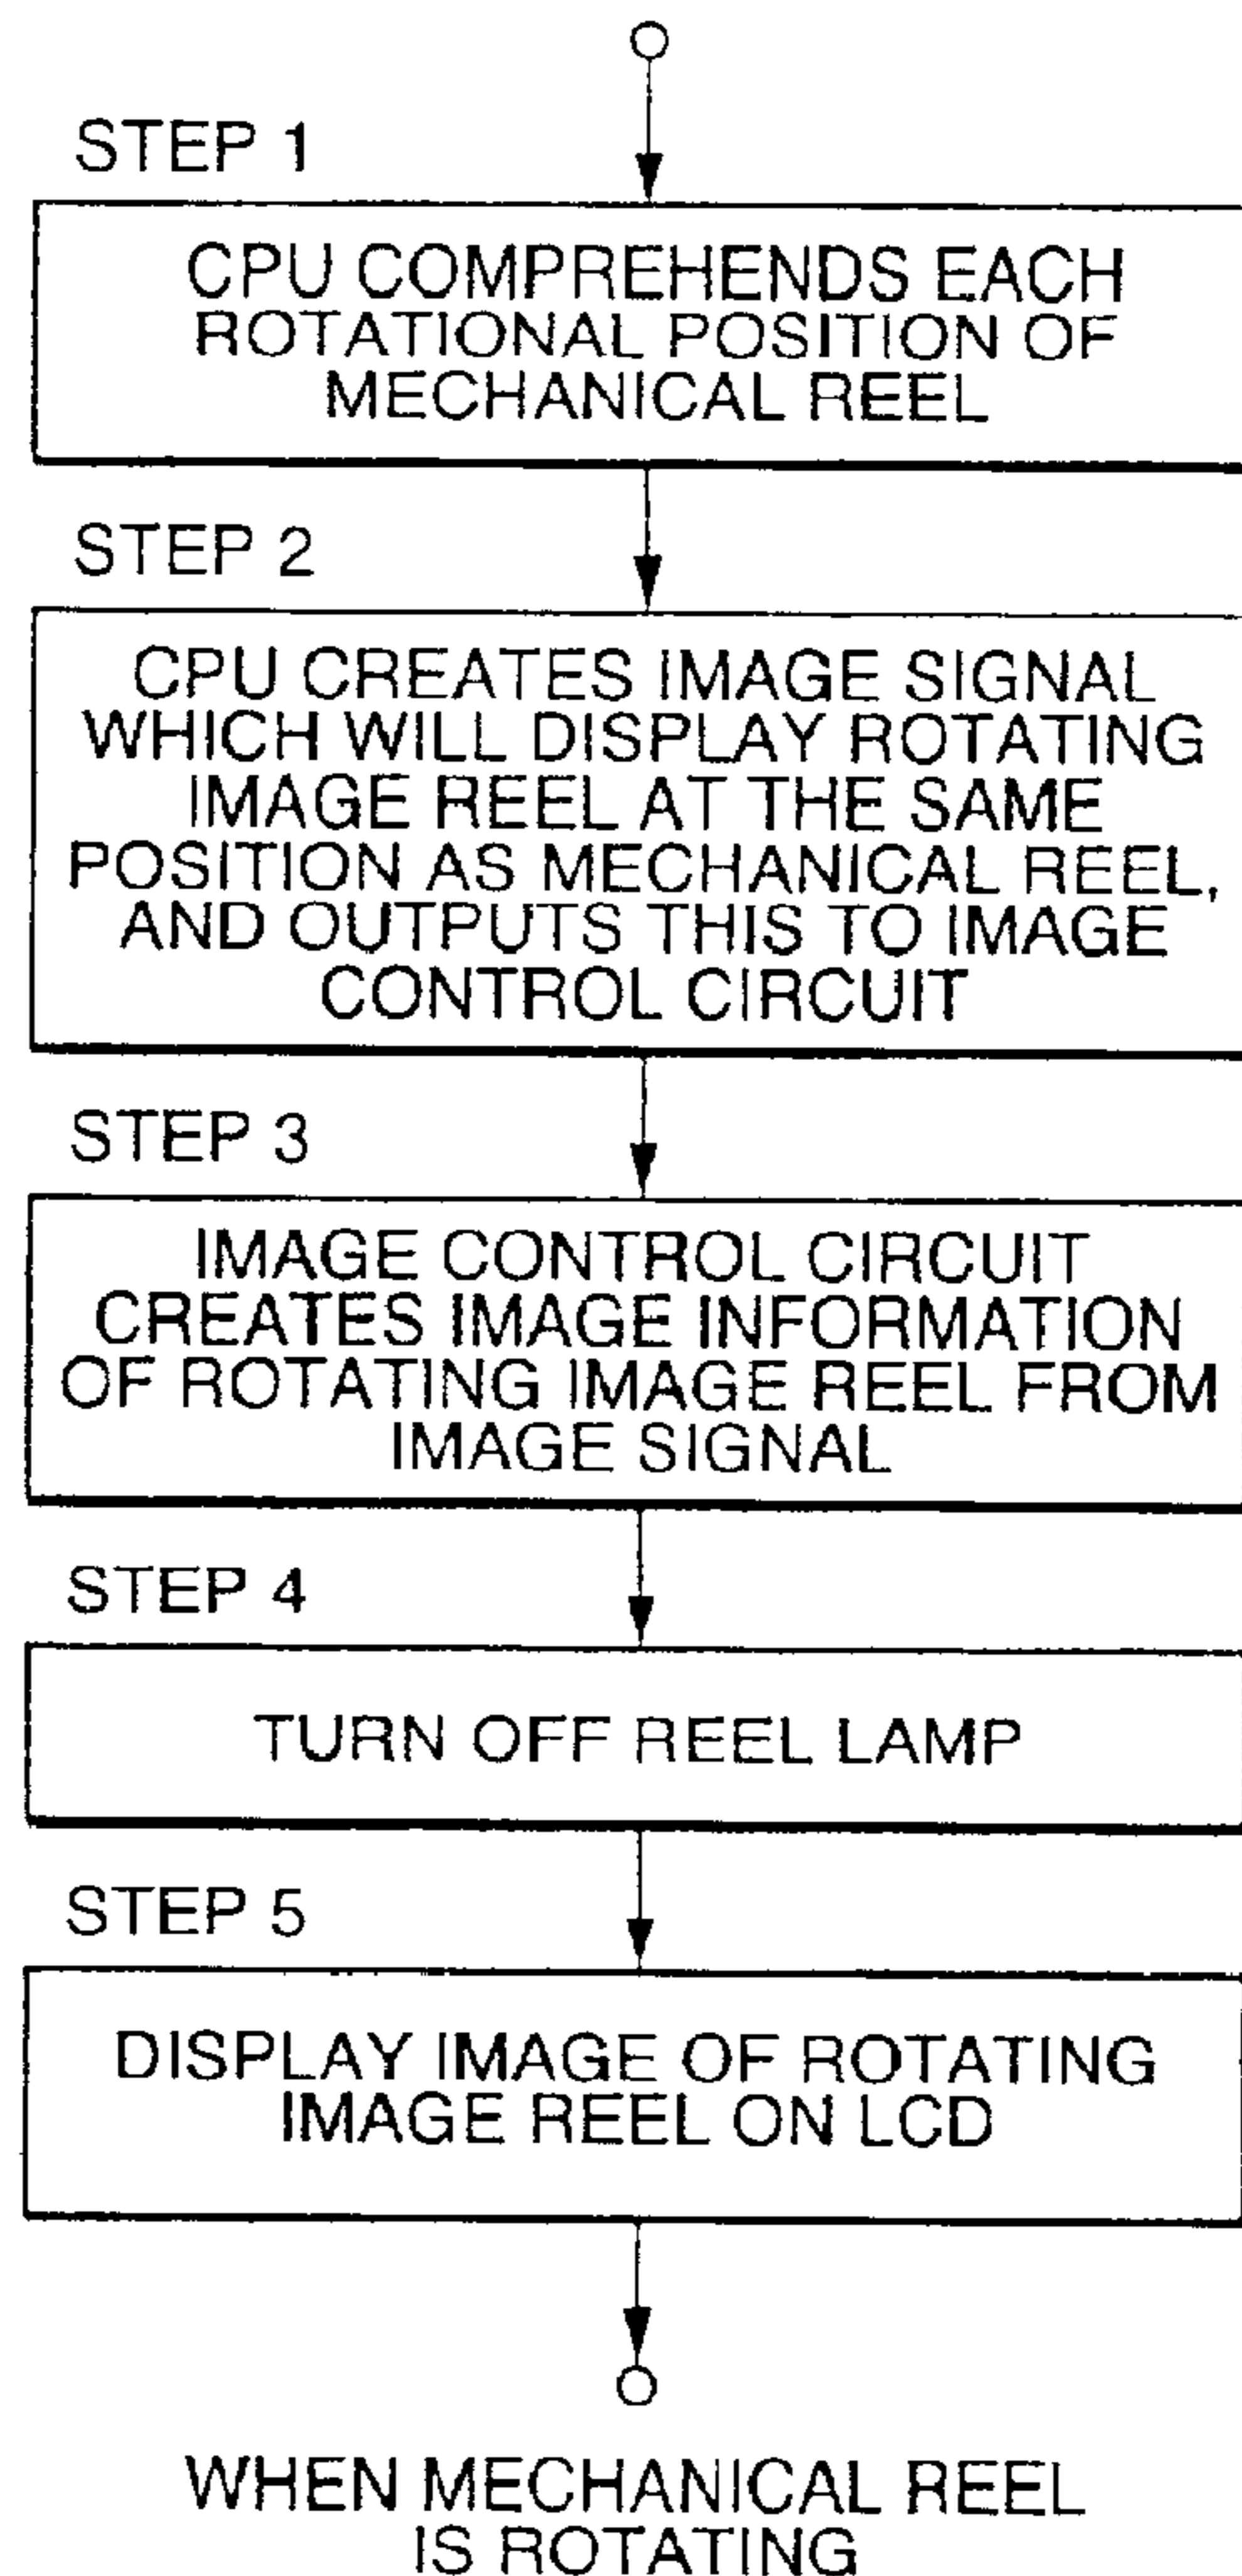 STEP 1
CPU COMPREHENDS EACH
ROTATIONAL POSITION OF
MECHANICAL REEL
STEP 2
CPU CREATES IMAGE SIGNAL
WHICH WILL DISPLAY ROTATING
IMAGE REEL AT THE SAME
POSITION AS MECHANICAL REEL,
AND OUTPUTS THIS TO IMAGE
CONTROL CIRCUIT
STEP 3
IMAGE CONTROL CIRCUIT
CREATES IMAGE INFORMATION
OF ROTATING IMAGE REEL FROM
IMAGE SIGNAL
STEP 4
TURN OFF REEL LAMP
STEP 5
DISPLAY IMAGE OF ROTATING
IMAGE REEL ON LCD
WHEN MECHANICAL REEL
IS ROTATING